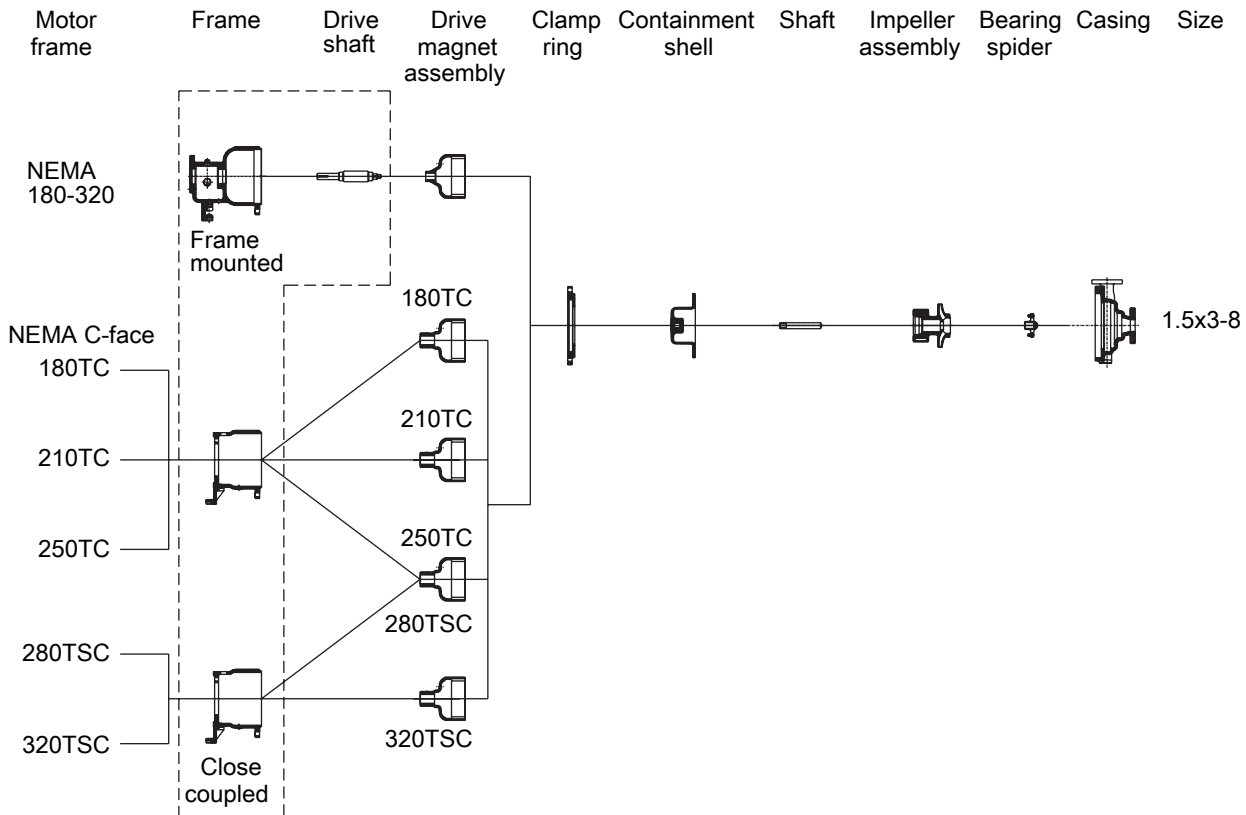 Motor
frame
Frame
Drive
shaft
Drive
magnet
assembly
Clamp
ring
Containment
shell
Shaft
Impeller
assembly
Bearing
spider
Casing
Size
NEMA
180-320
Frame
mounted
NEMA C-face
180TC
210TC
250TC
280TSC
320TSC
180TC
210TC
250TC
280TSC
320TSC
Close
coupled
1.5x3-8